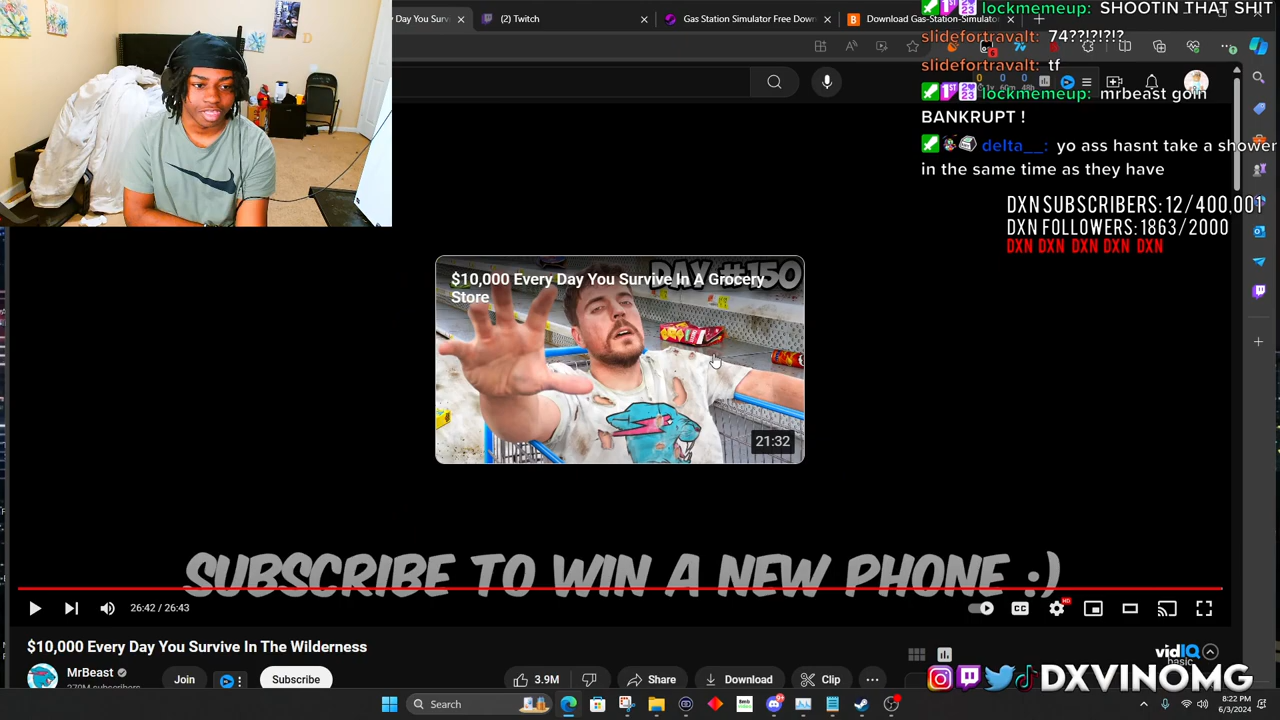 Day You Surv
(2) Twitch
Gas Station Simulator Free Down
Download Gas-Station-Simulator
lockmemeup: SHOOTIN THAT SHIT
slidefortravalt: 74??!?!?!?
slidefortravalt: tf
lockmemeup: mrbeast goin
BANKRUPT !
delta__: yo ass hasnt take a shower
in the same time as they have
DXN SUBSCRIBERS: 12/400,001
DXN FOLLOWERS: 1863/2000
DXN DXN DXN DXN DXN
DAY #150
$10,000 Every Day You Survive In A Grocery
Store
21:32
SUBSCRIBE TO WIN A NEW PHONE :)
26:42 / 26:43
CC
HD
$10,000 Every Day You Survive In The Wilderness
MrBeast
Join
Subscribe
3.9M
Share
Download
Clip
...
vidIQ
basic
DXVINOMG
Search
8:22 PM
6/3/2024